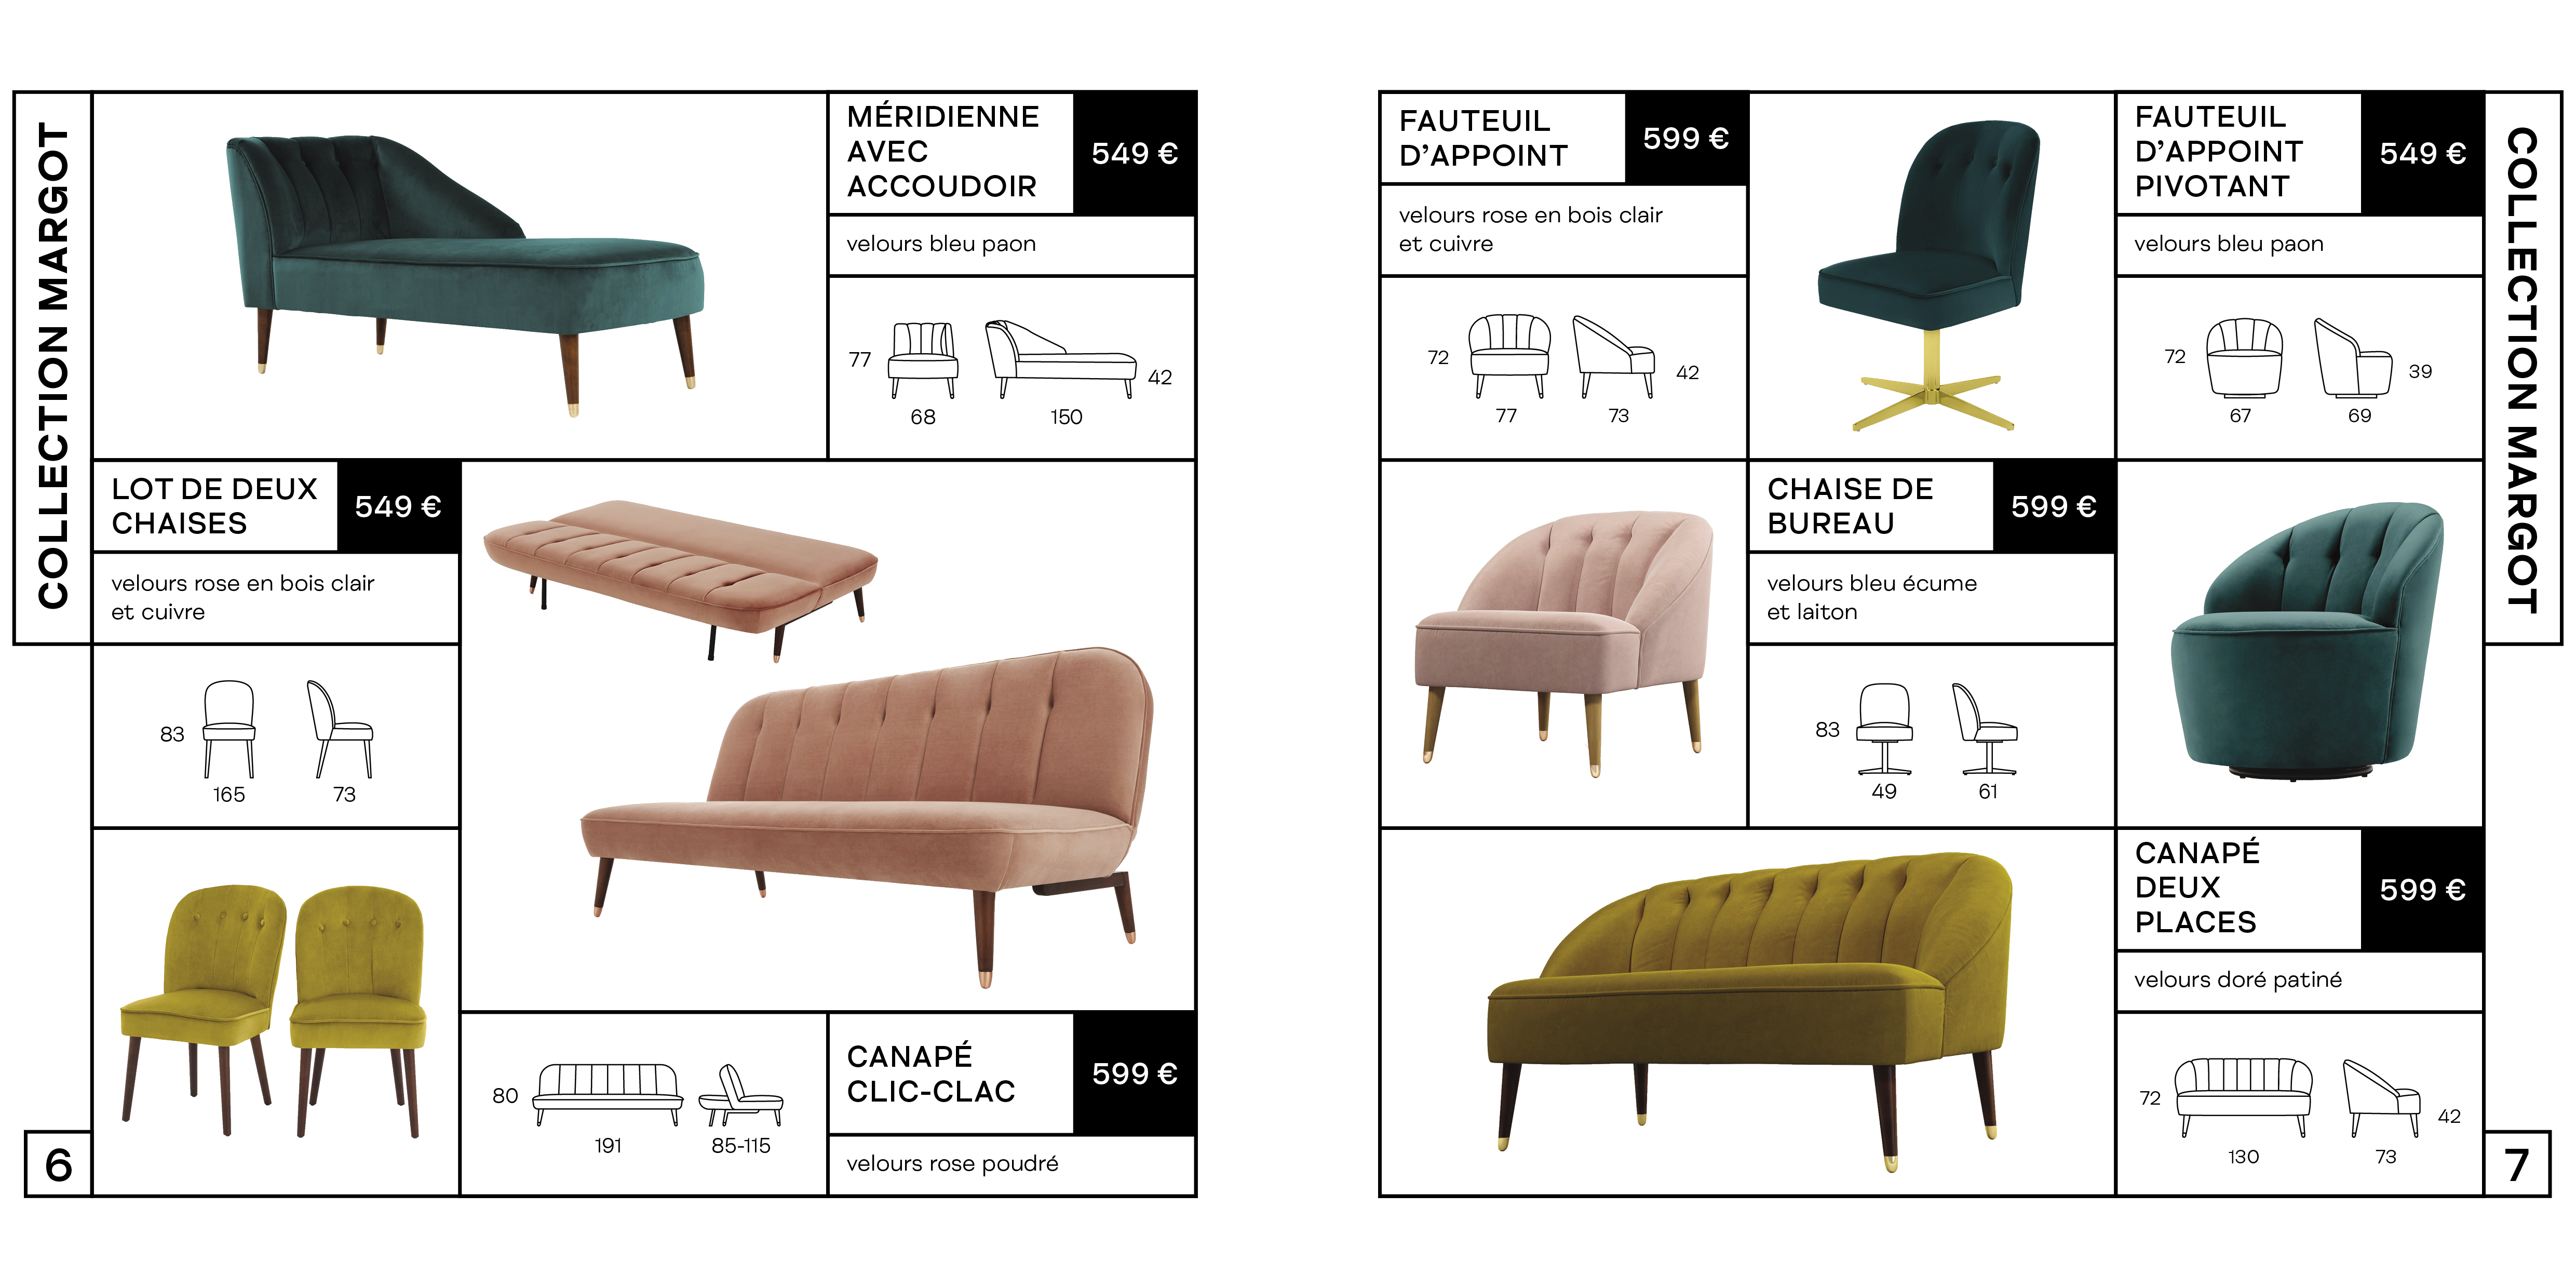 COLLECTION MARGOT
MÉRIDIENNE
AVEC
ACCOUDOIR
549 €
velours bleu paon
77
68
150
42
LOT DE DEUX
CHAISES
549 €
velours rose en bois clair
et cuivre
83
165
73
80
191
85-115
CANAPÉ
CLIC-CLAC
599 €
velours rose poudré
6
FAUTEUIL
D’APPOINT
599 €
velours rose en bois clair
et cuivre
72
77
73
42
FAUTEUIL
D’APPOINT
PIVOTANT
549 €
velours bleu paon
72
67
69
39
CHAISE DE
BUREAU
599 €
velours bleu écume
et laiton
83
49
61
CANAPÉ
DEUX
PLACES
599 €
velours doré patiné
72
130
73
42
COLLECTION MARGOT
7